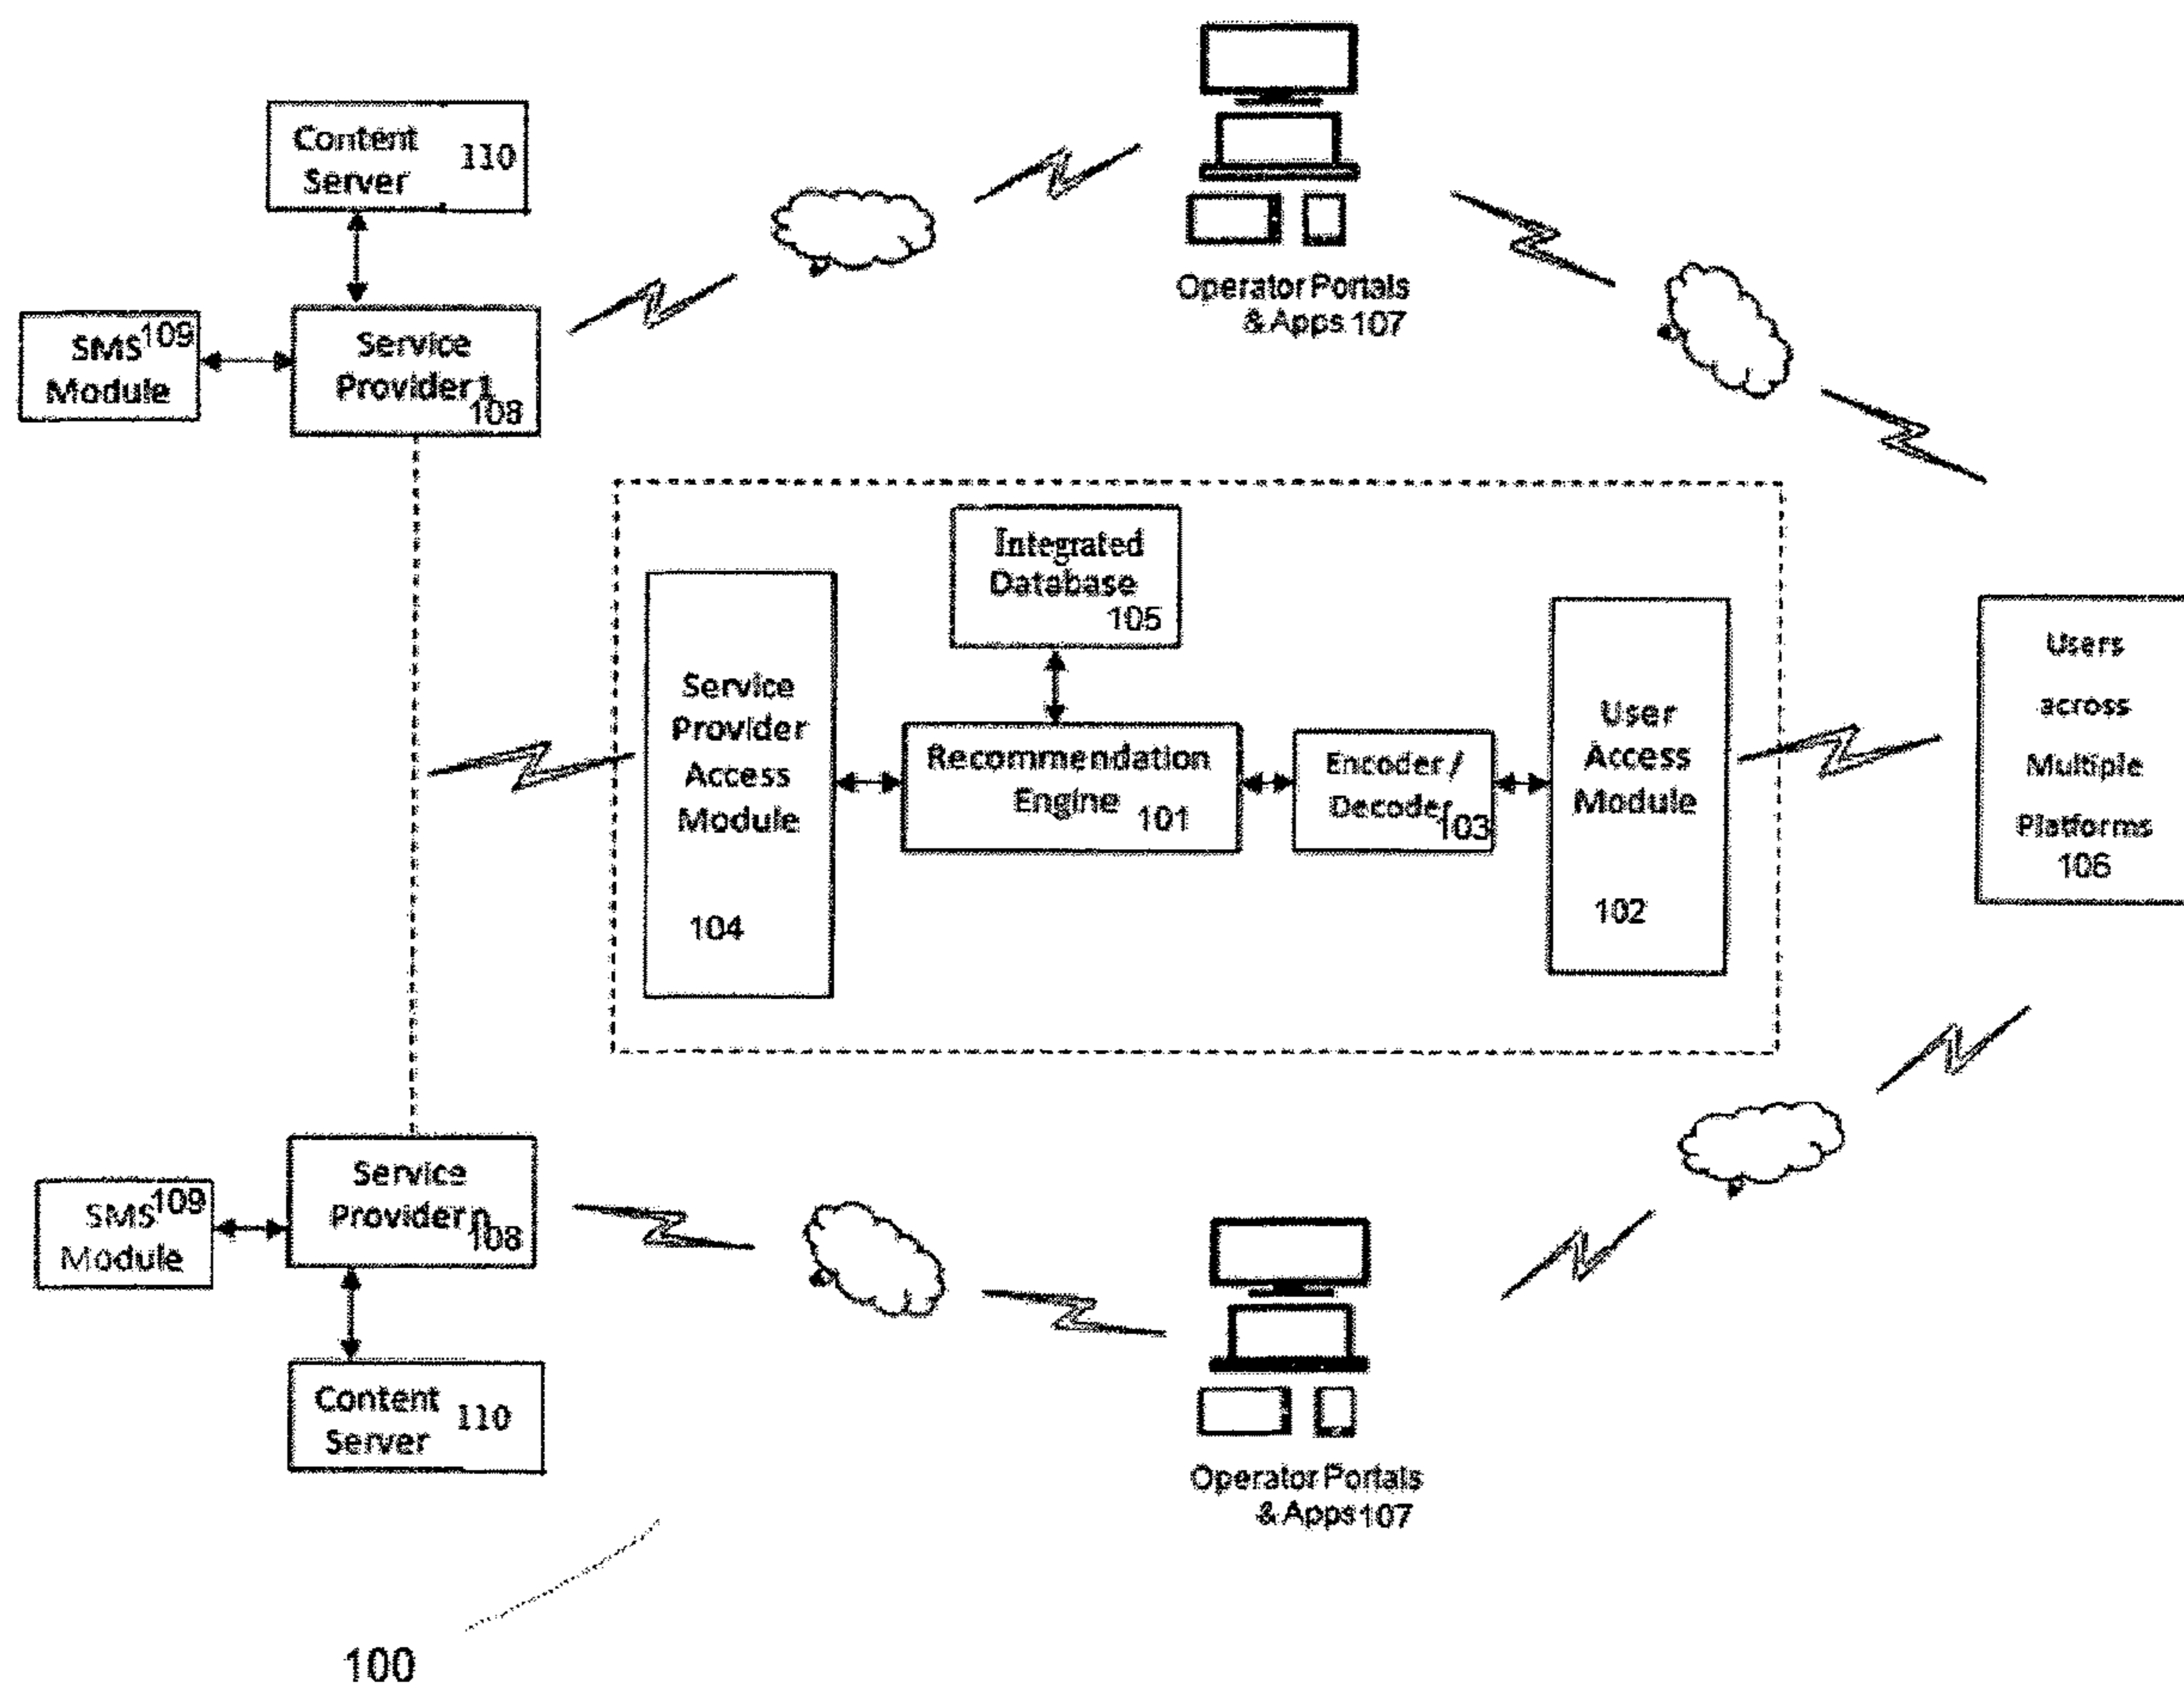 Content
Server
110
SMS
Module
109
Service
Provider1
108
Operator Portals
& Apps 107
Integrated
Database
105
Service
Provider
Access
Module
104
Recommendation
Engine
101
Encoder /
Decoder
103
User
Access
Module
102
Users
across
Multiple
Platforms
106
Service
Provider n
108
SMS
Module
109
Content
Server
110
Operator Portals
& Apps 107
100